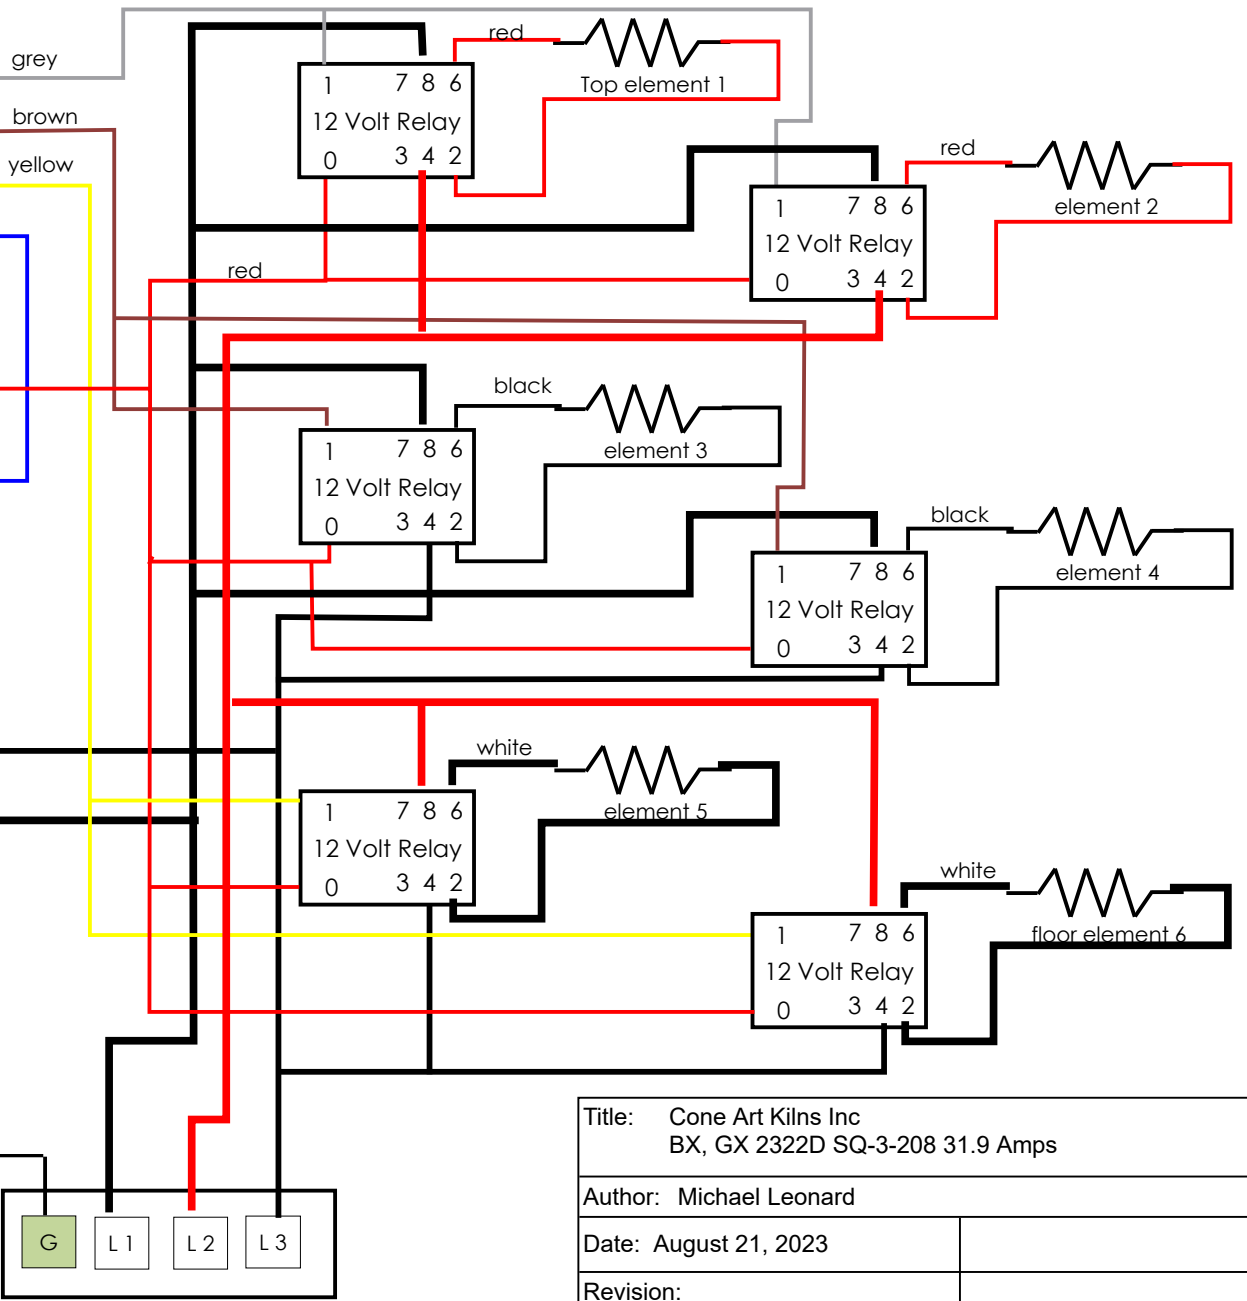 grey
red
Top element 1
1 7 8 6
12 Volt Relay
0 3 4 2
brown
yellow
red
element 2
1 7 8 6
12 Volt Relay
0 3 4 2
red
black
element 3
1 7 8 6
12 Volt Relay
0 3 4 2
black
element 4
1 7 8 6
12 Volt Relay
0 3 4 2
white
element 5
1 7 8 6
12 Volt Relay
0 3 4 2
white
floor element 6
1 7 8 6
12 Volt Relay
0 3 4 2
G L 1 L 2 L 3
Title: Cone Art Kilns Inc
BX, GX 2322D SQ-3-208 31.9 Amps
Author: Michael Leonard
Date: August 21, 2023
Revision: